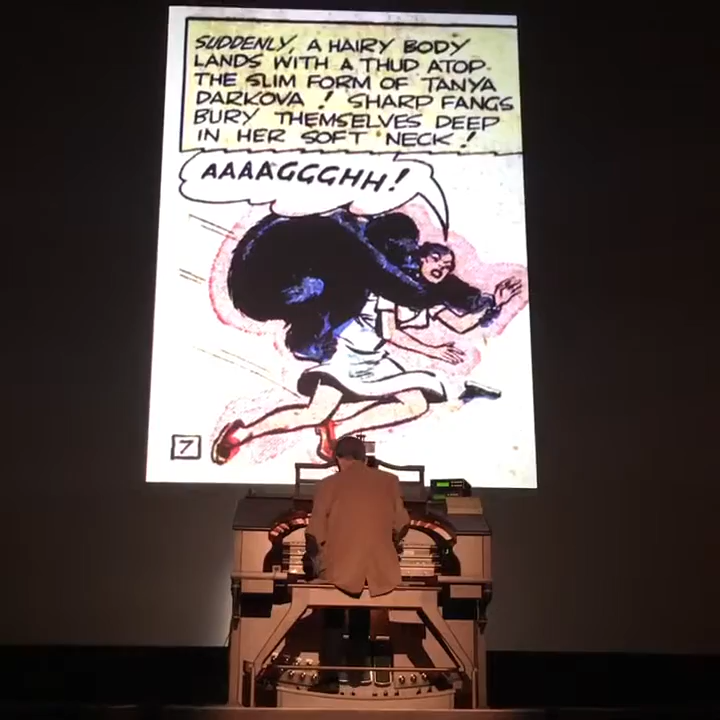 SUDDENLY, A HAIRY BODY
LANDS WITH A THUD ATOP
THE SLIM FORM OF TANYA
DARKOVA! SHARP FANGS
BURY THEMSELVES DEEP
IN HER SOFT NECK!
AAAAGGGHH!
7